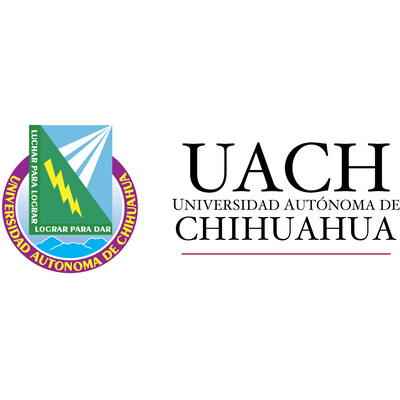 LUCHAR PARA LOGRAR
LOGRAR PARA DAR
UNIVERSIDAD AUTONOMA DE CHIHUAHUA
UACH
UNIVERSIDAD AUTÓNOMA DE
CHIHUAHUA